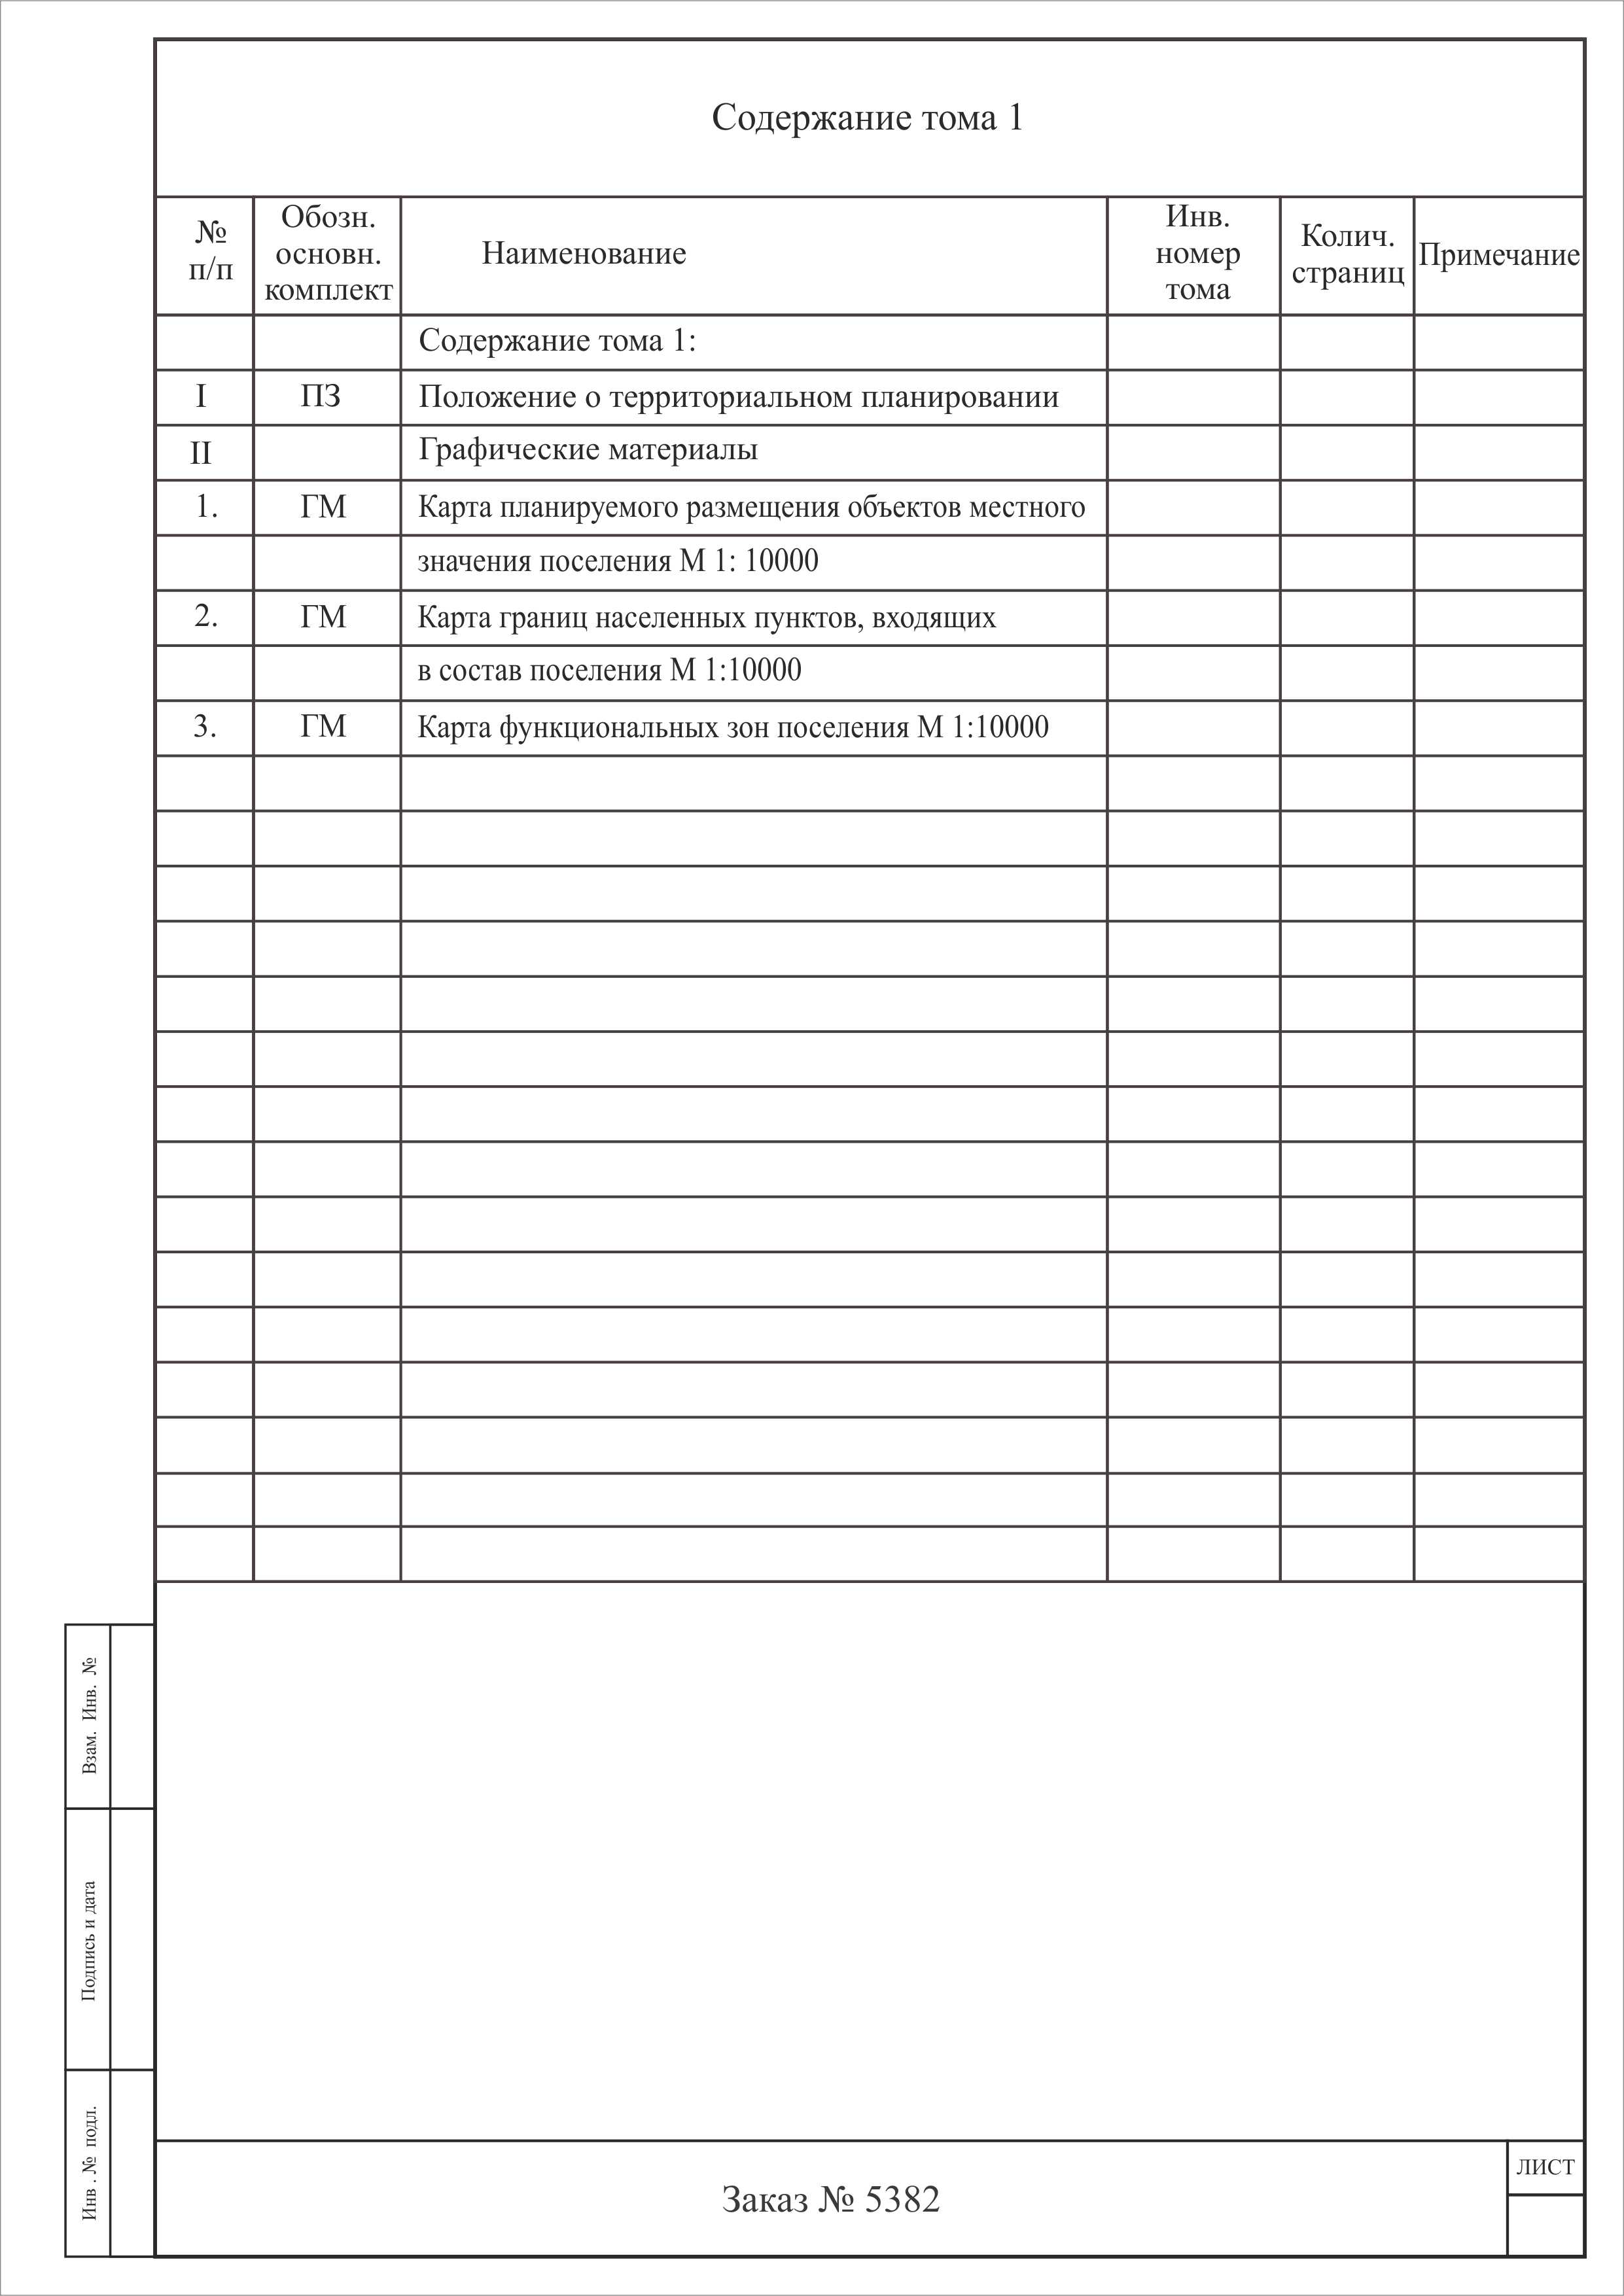 Содержание тома 1
№
п/п
Обозн.
основн.
комплект
Наименование
Инв.
номер
тома
Колич.
страниц
Примечание
Содержание тома 1:
I ПЗ Положение о территориальном планировании
II Графические материалы
1. ГМ Карта планируемого размещения объектов местного
значения поселения М 1: 10000
2. ГМ Карта границ населенных пунктов, входящих
в состав поселения М 1:10000
3. ГМ Карта функциональных зон поселения М 1:10000
Взам. Инв. №
Подпись и дата
Инв . № подл.
Заказ № 5382
ЛИСТ